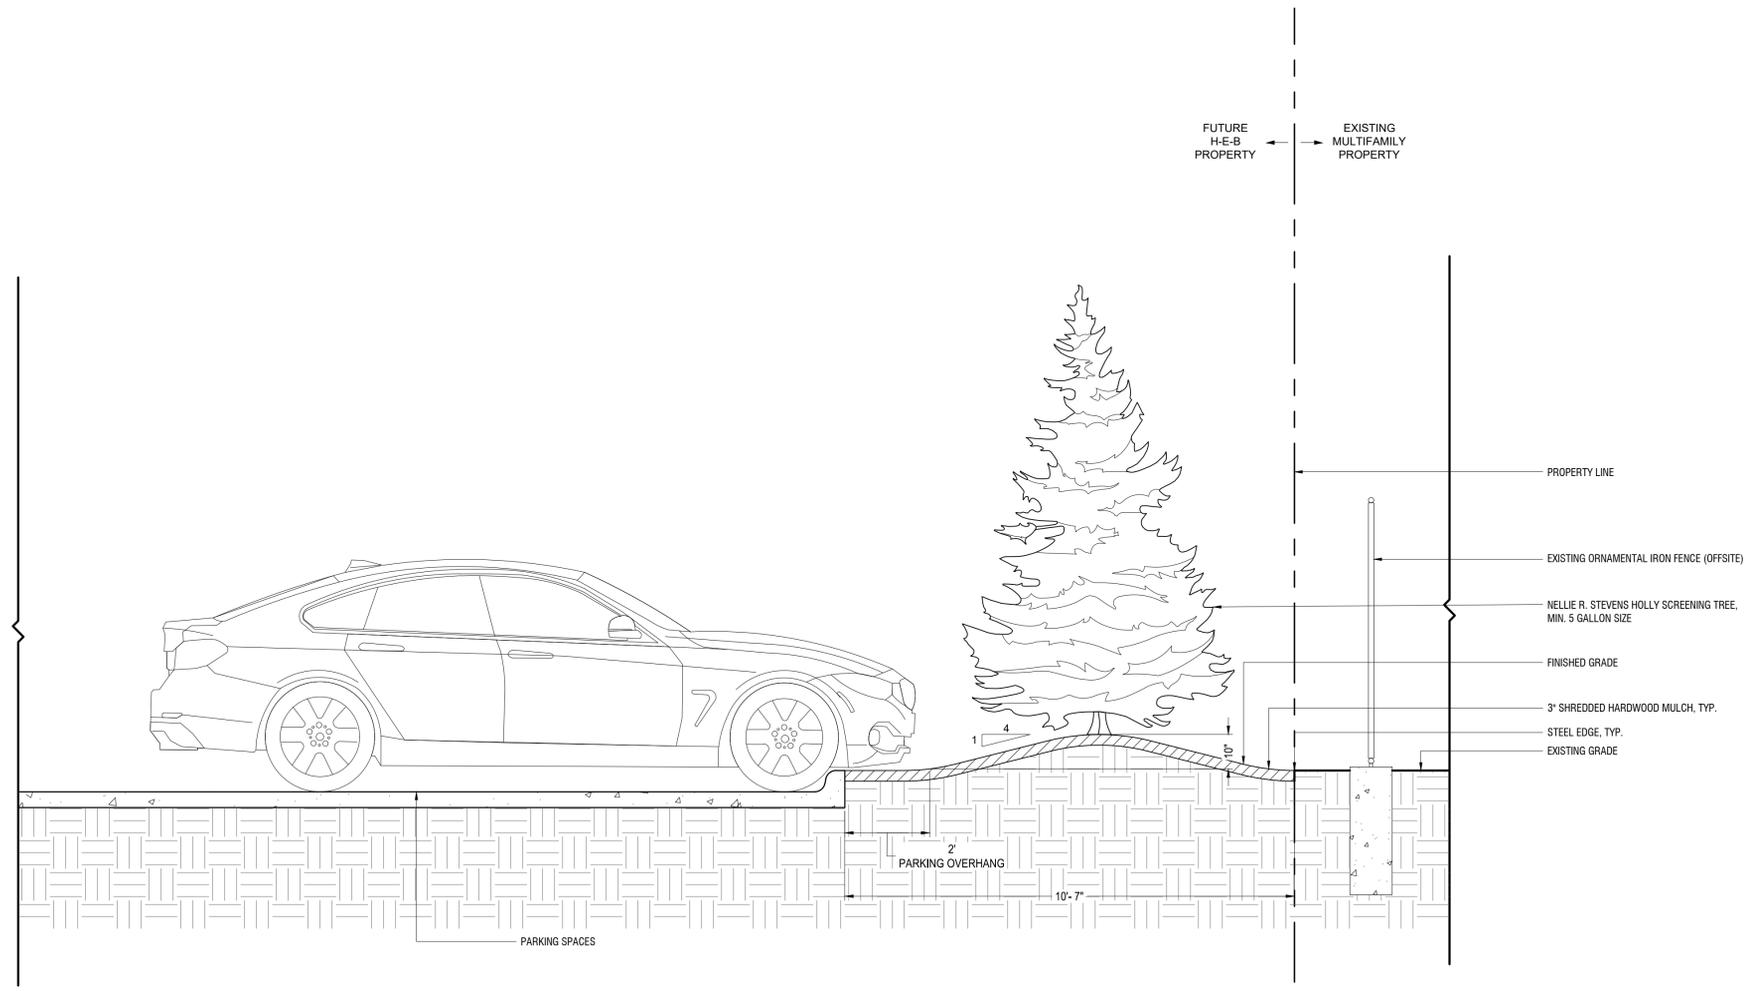 FUTURE
H-E-B
PROPERTY
EXISTING
MULTIFAMILY
PROPERTY
PROPERTY LINE
EXISTING ORNAMENTAL IRON FENCE (OFFSITE)
NELLIE R. STEVENS HOLLY SCREENING TREE,
MIN. 5 GALLON SIZE
FINISHED GRADE
3" SHREDDED HARDWOOD MULCH, TYP.
STEEL EDGE, TYP.
EXISTING GRADE
4
1
10"
2'
PARKING OVERHANG
10'- 7"
PARKING SPACES